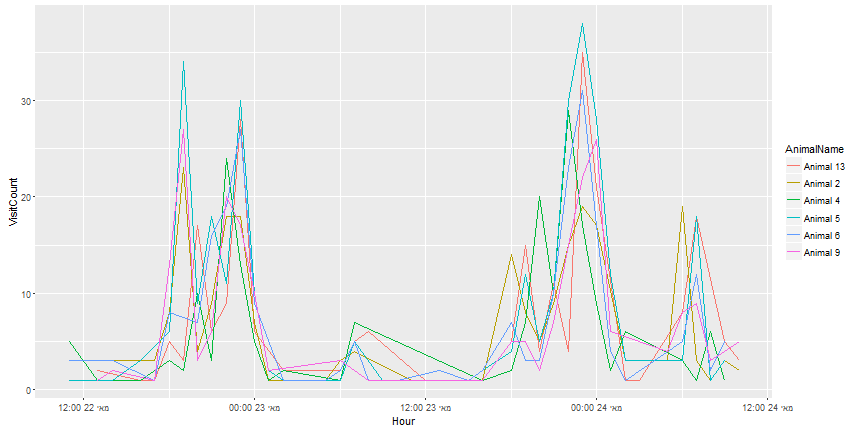 VisitCount
30
20
10
0
12:00 22 מאי
00:00 23 מאי
12:00 23 מאי
00:00 24 מאי
12:00 24 מאי
Hour
AnimalName
Animal 13
Animal 2
Animal 4
Animal 5
Animal 6
Animal 9